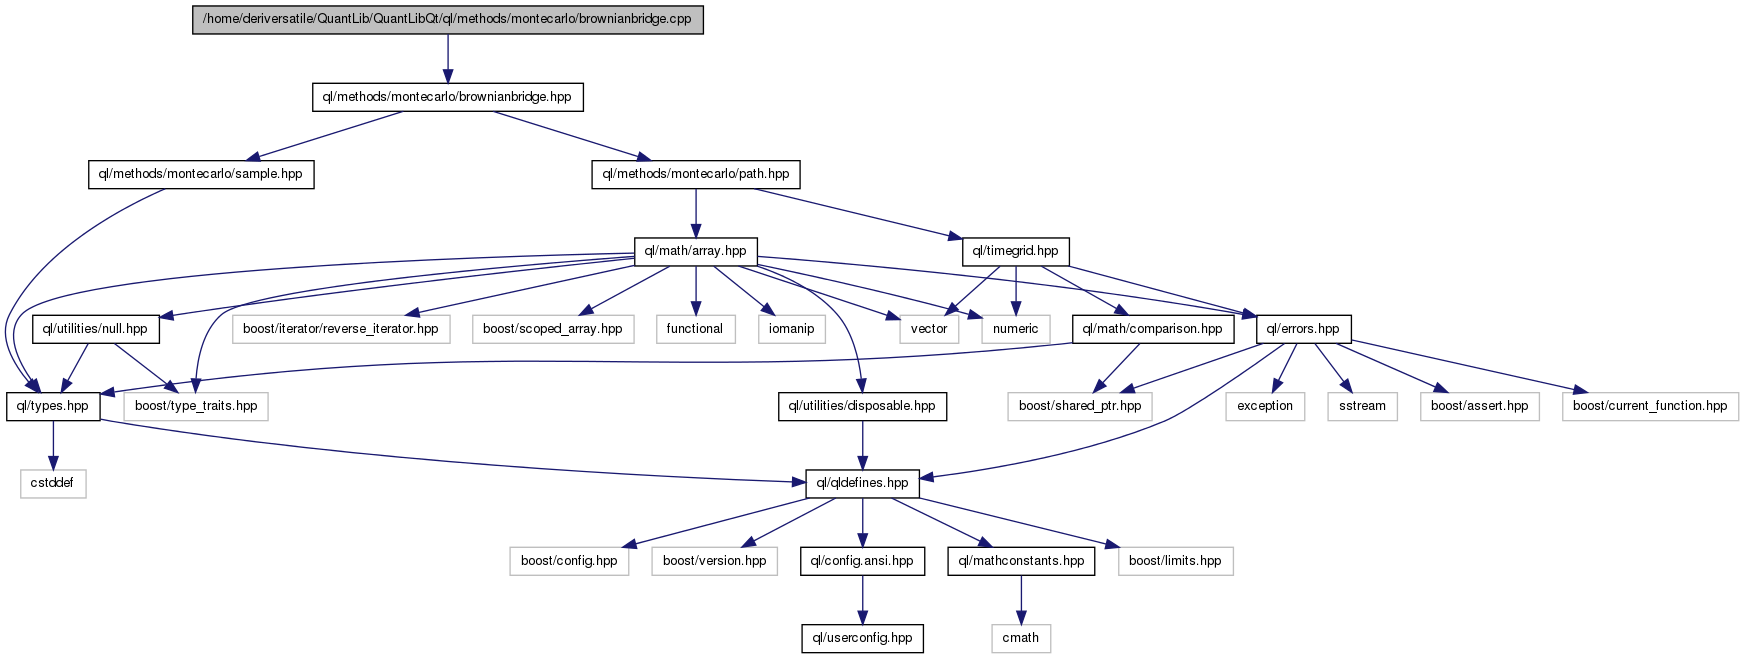 /home/deriversatile/QuantLib/QuantLibQt/ql/methods/montecarlo/brownianbridge.cpp
ql/methods/montecarlo/brownianbridge.hpp
ql/methods/montecarlo/sample.hpp
ql/methods/montecarlo/path.hpp
ql/math/array.hpp
ql/timegrid.hpp
ql/utilities/null.hpp
boost/iterator/reverse_iterator.hpp
boost/scoped_array.hpp
functional
iomanip
vector
numeric
ql/math/comparison.hpp
ql/errors.hpp
ql/types.hpp
boost/type_traits.hpp
ql/utilities/disposable.hpp
boost/shared_ptr.hpp
exception
sstream
boost/assert.hpp
boost/current_function.hpp
cstddef
ql/qldefines.hpp
boost/config.hpp
boost/version.hpp
ql/config.ansi.hpp
ql/mathconstants.hpp
boost/limits.hpp
ql/userconfig.hpp
cmath